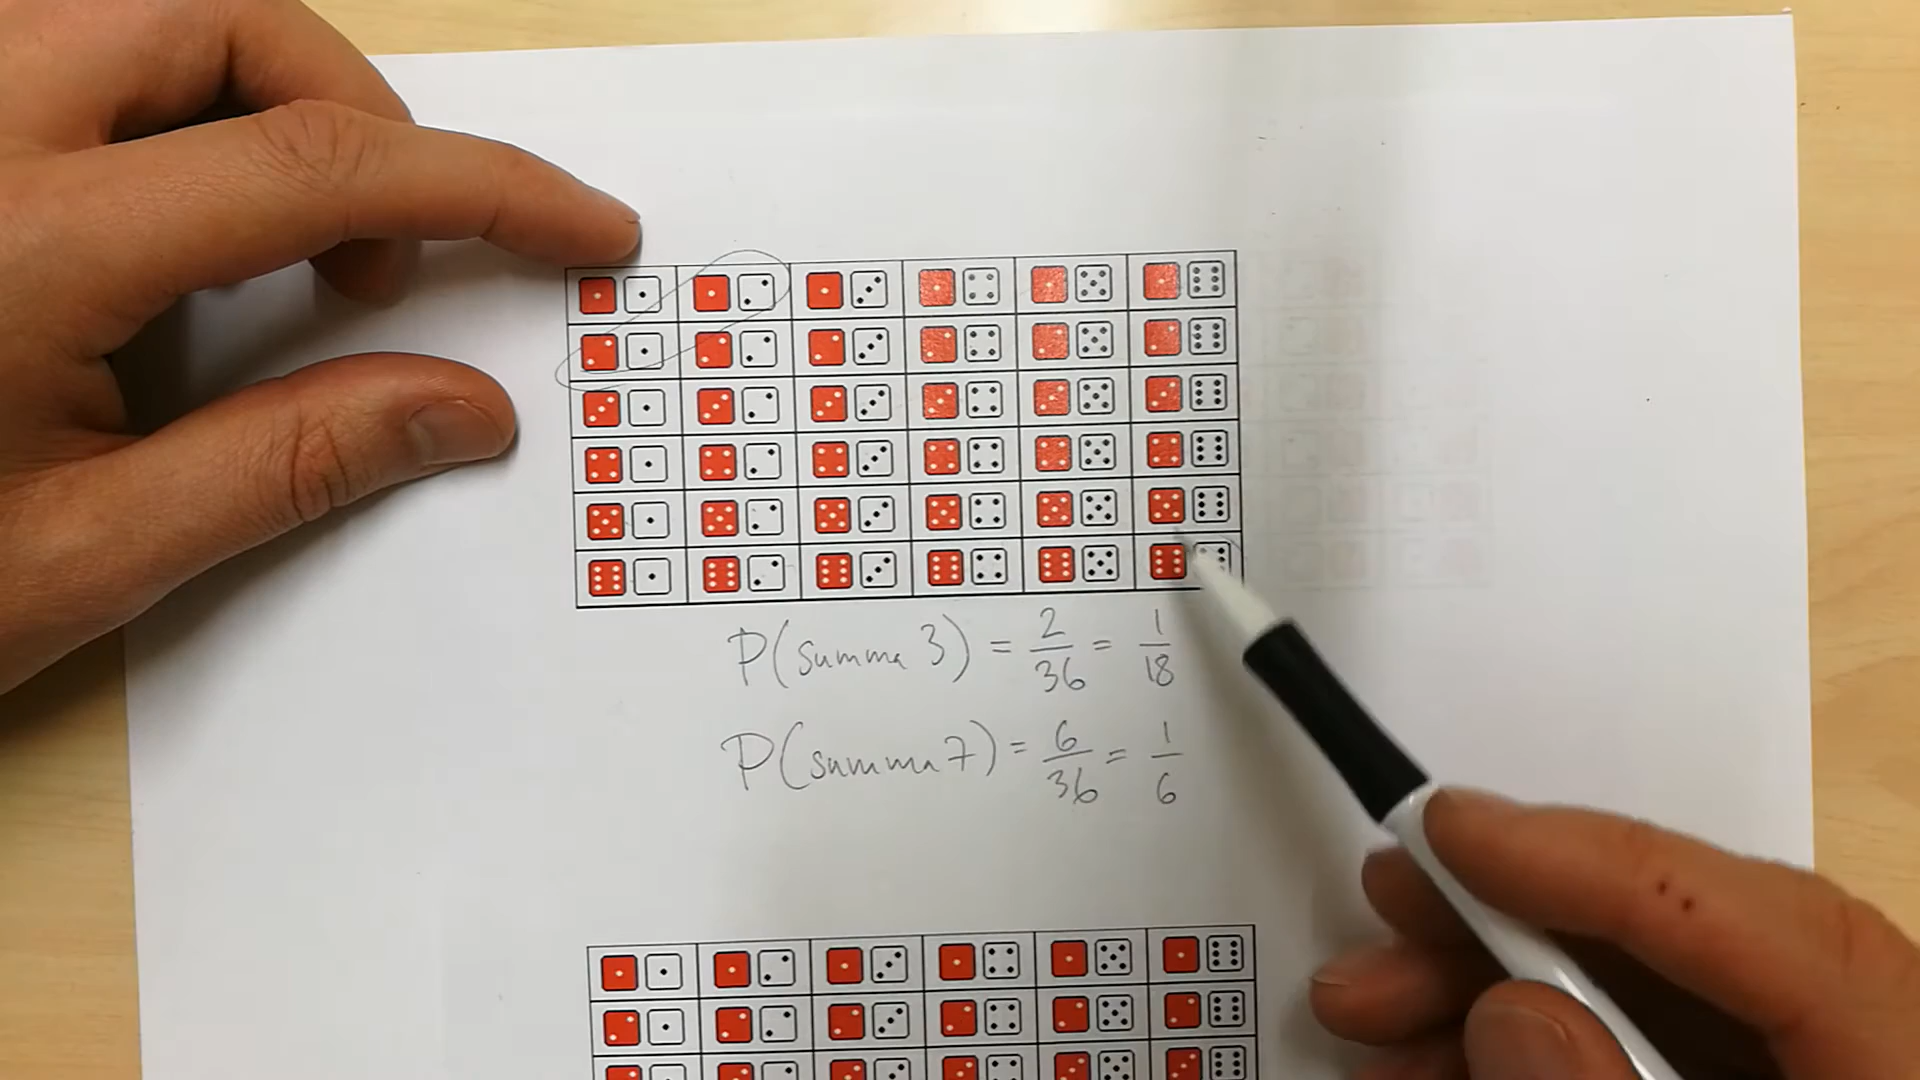 P(summa 3) = 2/36 = 1/18
P(summa 7) = 6/36 = 1/6